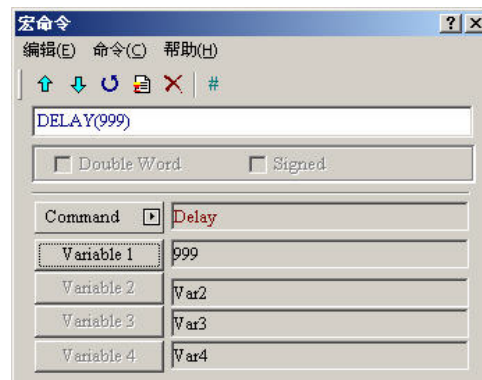 宏命令
编辑(E) 命令(C) 帮助(H)
#
DELAY(999)
Double Word Signed
Command Delay
Variable 1 999
Variable 2 Var2
Variable 3 Var3
Variable 4 Var4